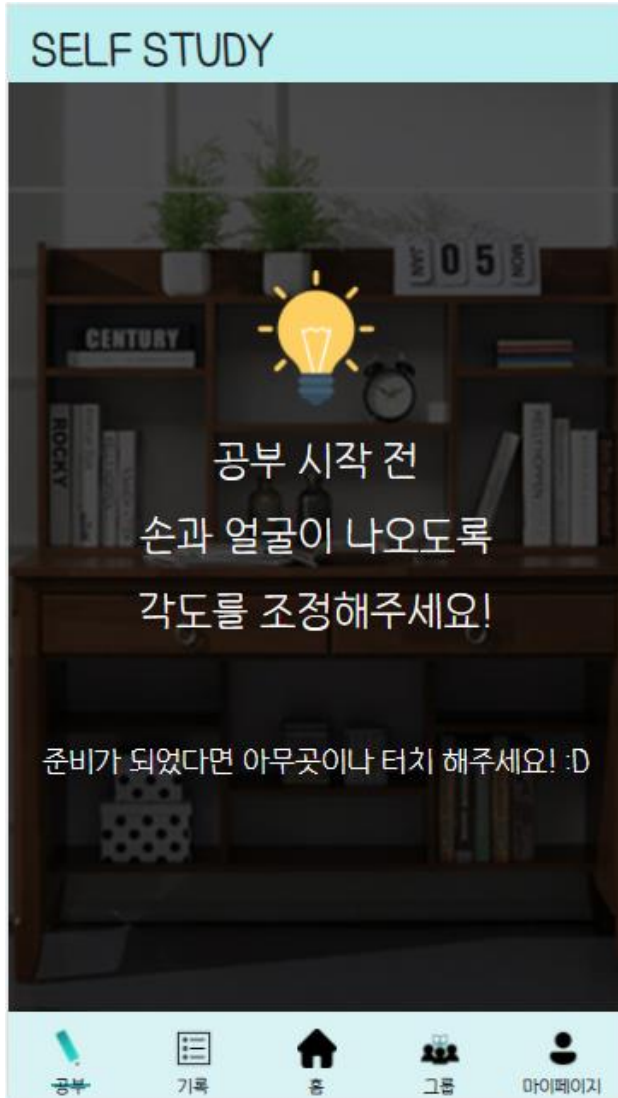 SELF STUDY
JAN 0 5 MON
CENTURY
ROCKY
공부 시작 전
손과 얼굴이 나오도록
각도를 조정해주세요!
준비가 되었다면 아무곳이나 터치 해주세요! :D
공부 기록 홈 그룹 마이페이지